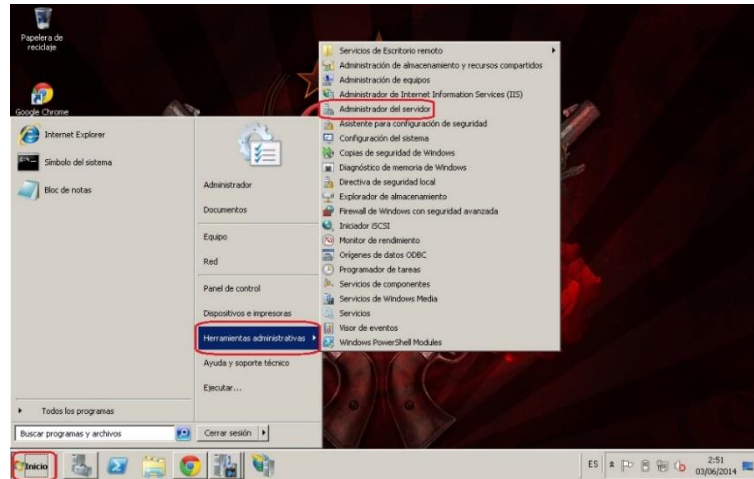 Papelera de
reciclaje
Google Chrome
Internet Explorer
Símbolo del sistema
Bloc de notas
Todos los programas
Buscar programas y archivos
Administrador
Documentos
Equipo
Red
Panel de control
Dispositivos e impresoras
Herramientas administrativas
Ayuda y soporte técnico
Ejecutar...
Cerrar sesión
Servicios de Escritorio remoto
Administración de almacenamiento y recursos compartidos
Administración de equipos
Administrador de Internet Information Services (IIS)
Administrador del servidor
Asistente para configuración de seguridad
Configuración del sistema
Copias de seguridad de Windows
Diagnóstico de memoria de Windows
Directiva de seguridad local
Explorador de almacenamiento
Firewall de Windows con seguridad avanzada
Iniciador iSCSI
Monitor de rendimiento
Orígenes de datos ODBC
Programador de tareas
Servicios de componentes
Servicios de Windows Media
Servicios
Visor de eventos
Windows PowerShell Modules
Inicio
ES
2:51
03/06/2014